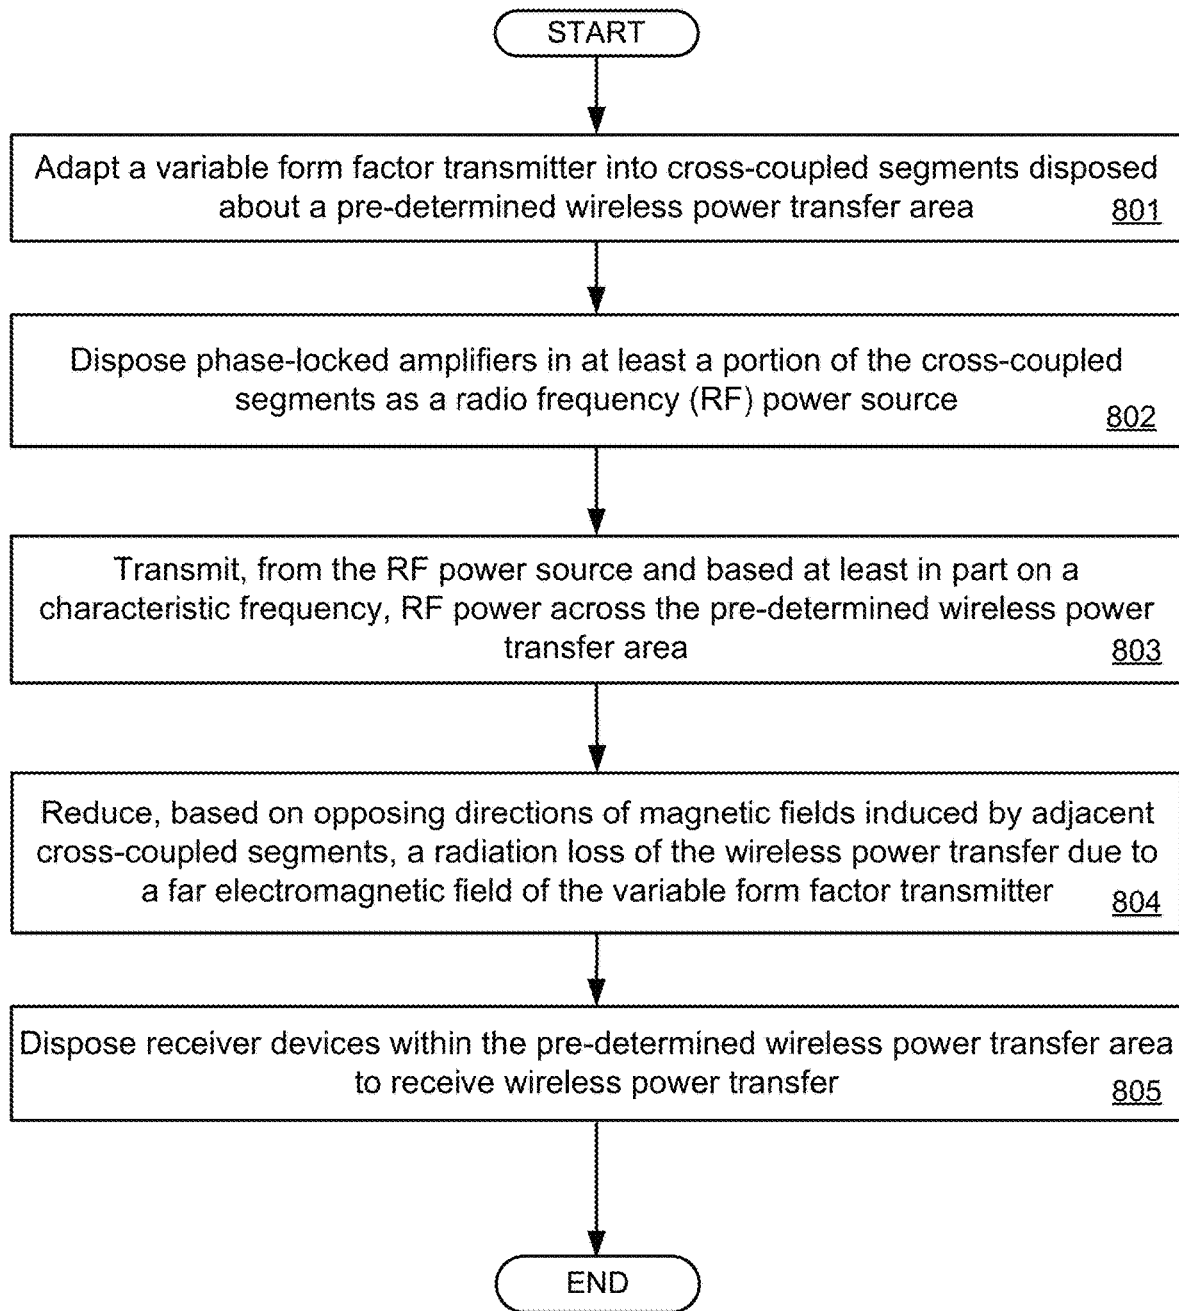 START
Adapt a variable form factor transmitter into cross-coupled segments disposed
about a pre-determined wireless power transfer area
801
Dispose phase-locked amplifiers in at least a portion of the cross-coupled
segments as a radio frequency (RF) power source
802
Transmit, from the RF power source and based at least in part on a
characteristic frequency, RF power across the pre-determined wireless power
transfer area
803
Reduce, based on opposing directions of magnetic fields induced by adjacent
cross-coupled segments, a radiation loss of the wireless power transfer due to
a far electromagnetic field of the variable form factor transmitter
804
Dispose receiver devices within the pre-determined wireless power transfer area
to receive wireless power transfer
805
END